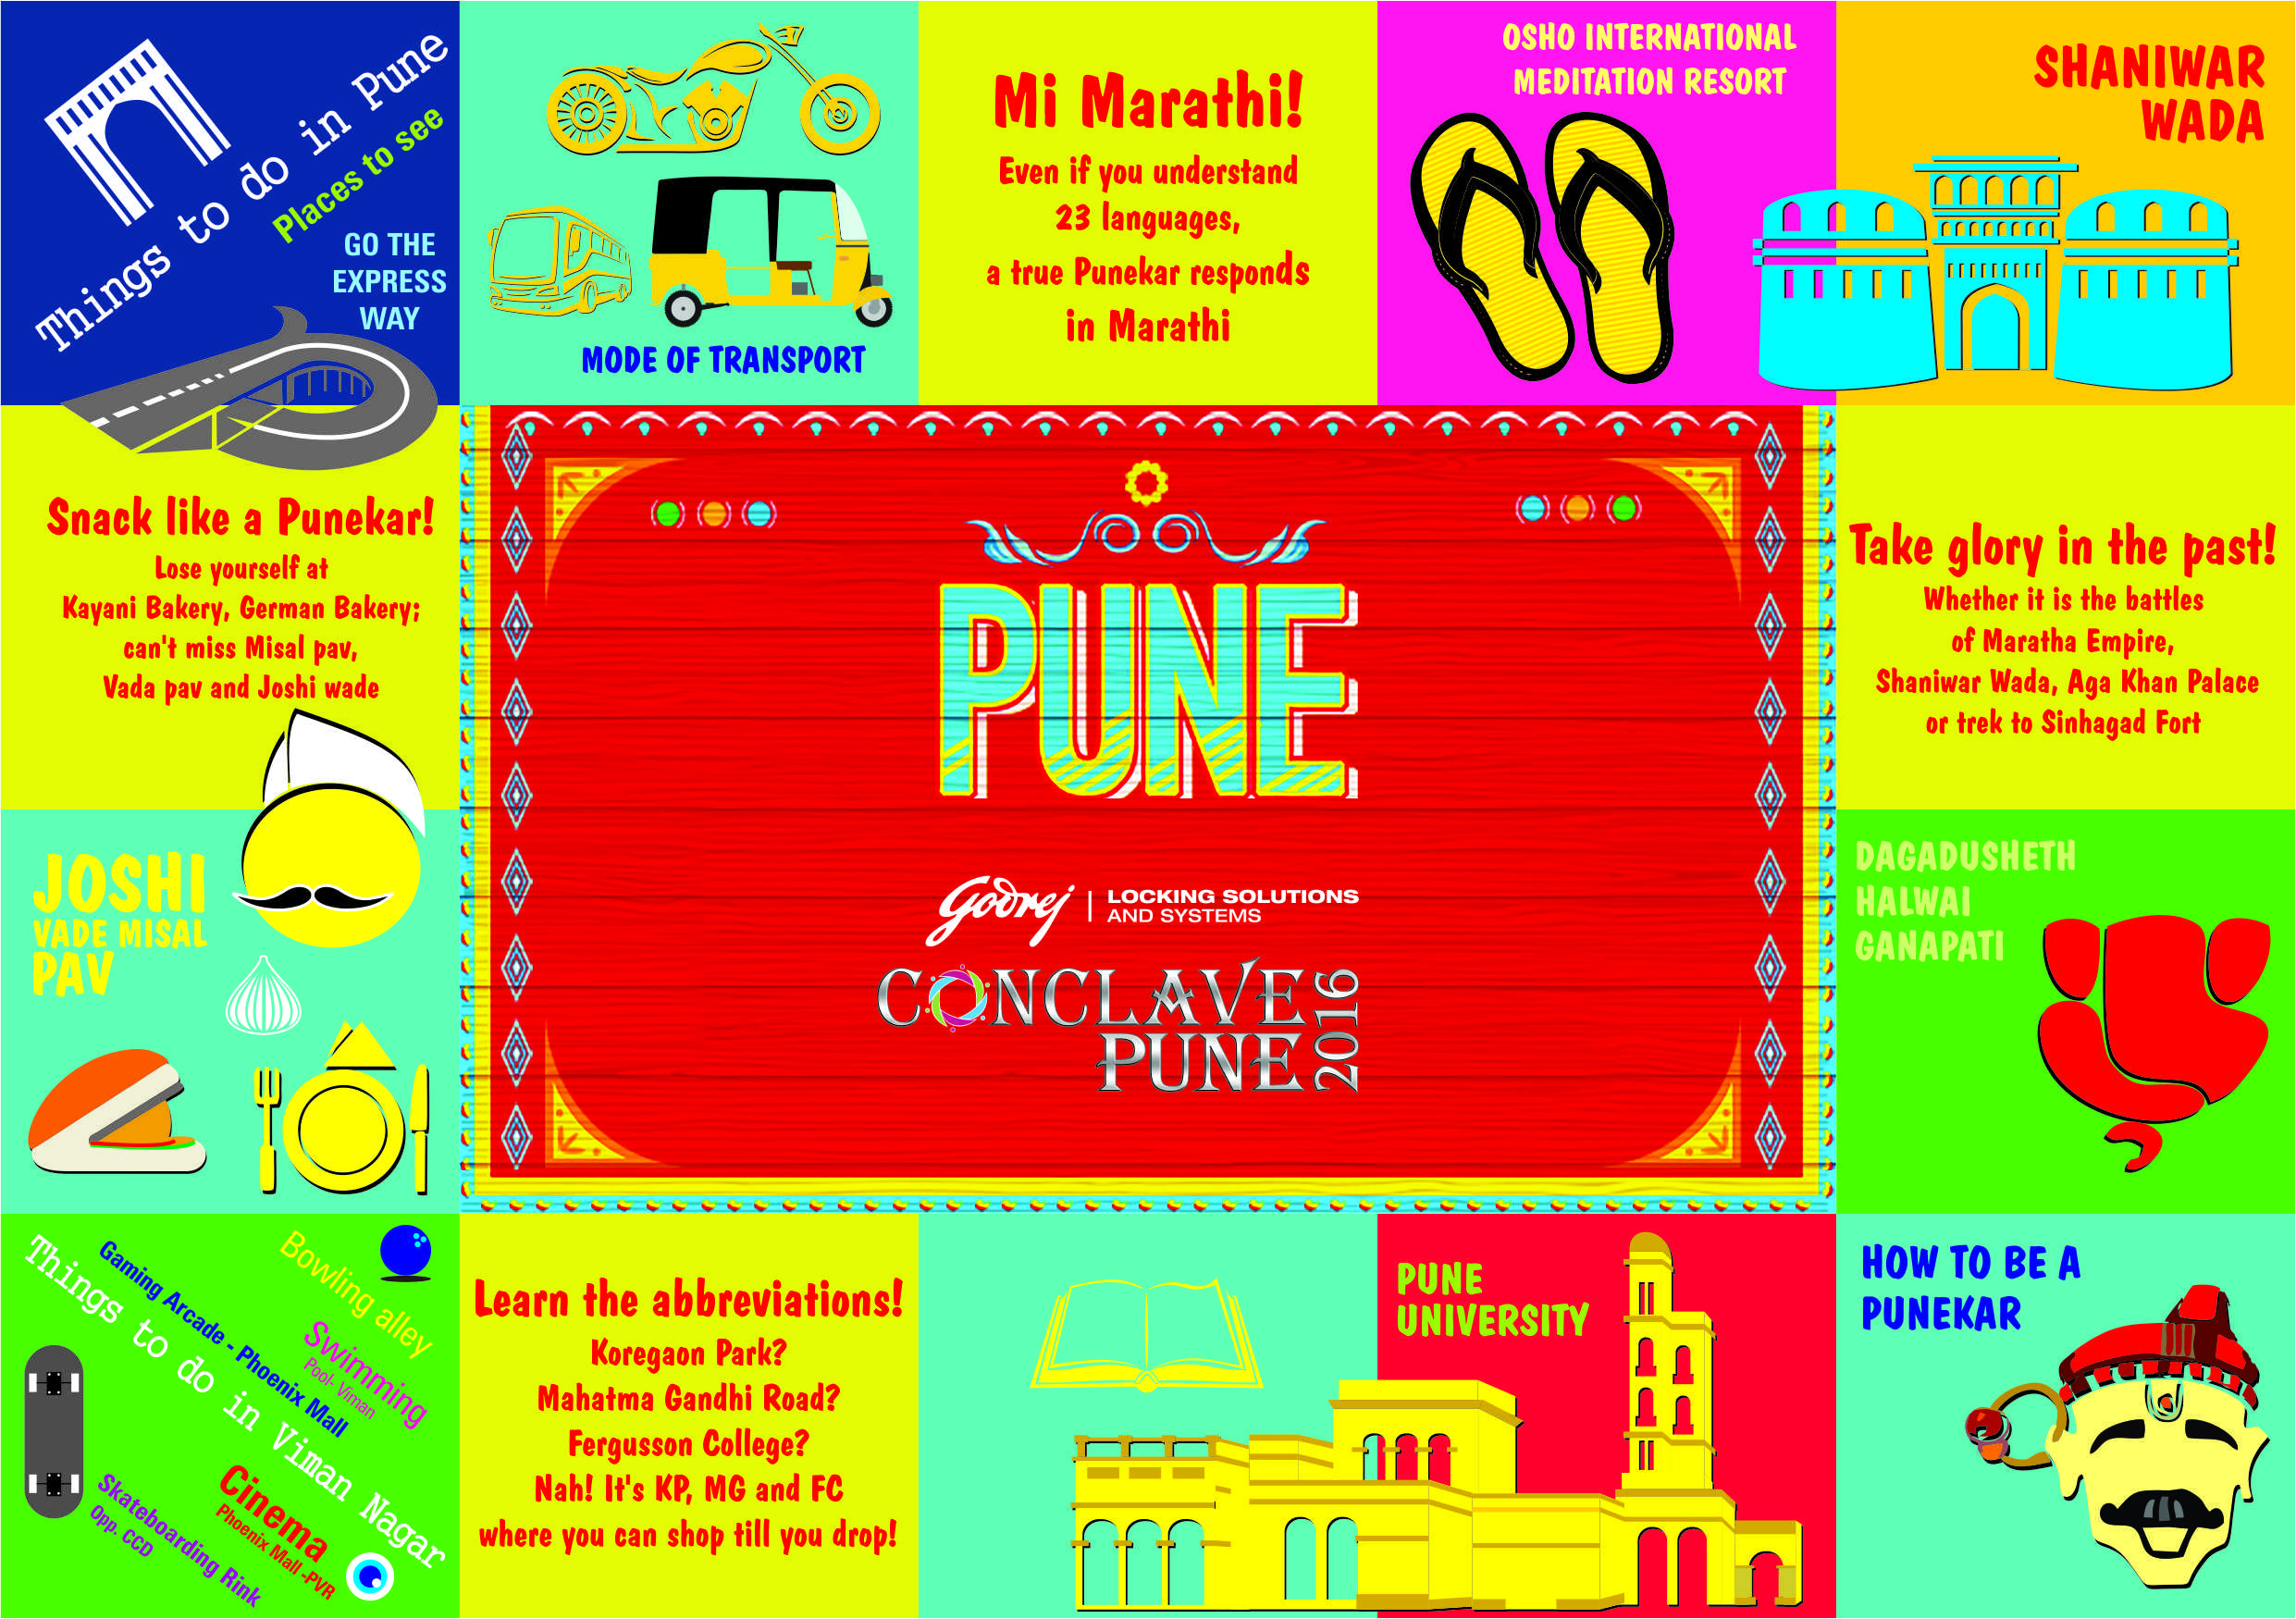 Things to do in Pune
Places to see
GO THE
EXPRESS
WAY
MODE OF TRANSPORT
Mi Marathi!
Even if you understand
23 languages,
a true Punekar responds
in Marathi
OSHO INTERNATIONAL
MEDITATION RESORT
SHANIWAR
WADA
Snack like a Punekar!
Lose yourself at
Kayani Bakery, German Bakery;
can't miss Misal pav,
Vada pav and Joshi wade
PUNE
Godrej | LOCKING SOLUTIONS
AND SYSTEMS
CONCLAVE
PUNE
2016
Take glory in the past!
Whether it is the battles
of Maratha Empire,
Shaniwar Wada, Aga Khan Palace
or trek to Sinhagad Fort
JOSHI
VADE MISAL
PAV
DAGADUSHETH
HALWAI
GANAPATI
Things to do in Viman Nagar
Gaming Arcade - Phoenix Mall
Bowling alley
Swimming
Pool- Viman
Cinema
Phoenix Mall -PVR
Skateboarding Rink
Opp. CCD
Learn the abbreviations!
Koregaon Park?
Mahatma Gandhi Road?
Fergusson College?
Nah! It's KP, MG and FC
where you can shop till you drop!
PUNE
UNIVERSITY
HOW TO BE A
PUNEKAR